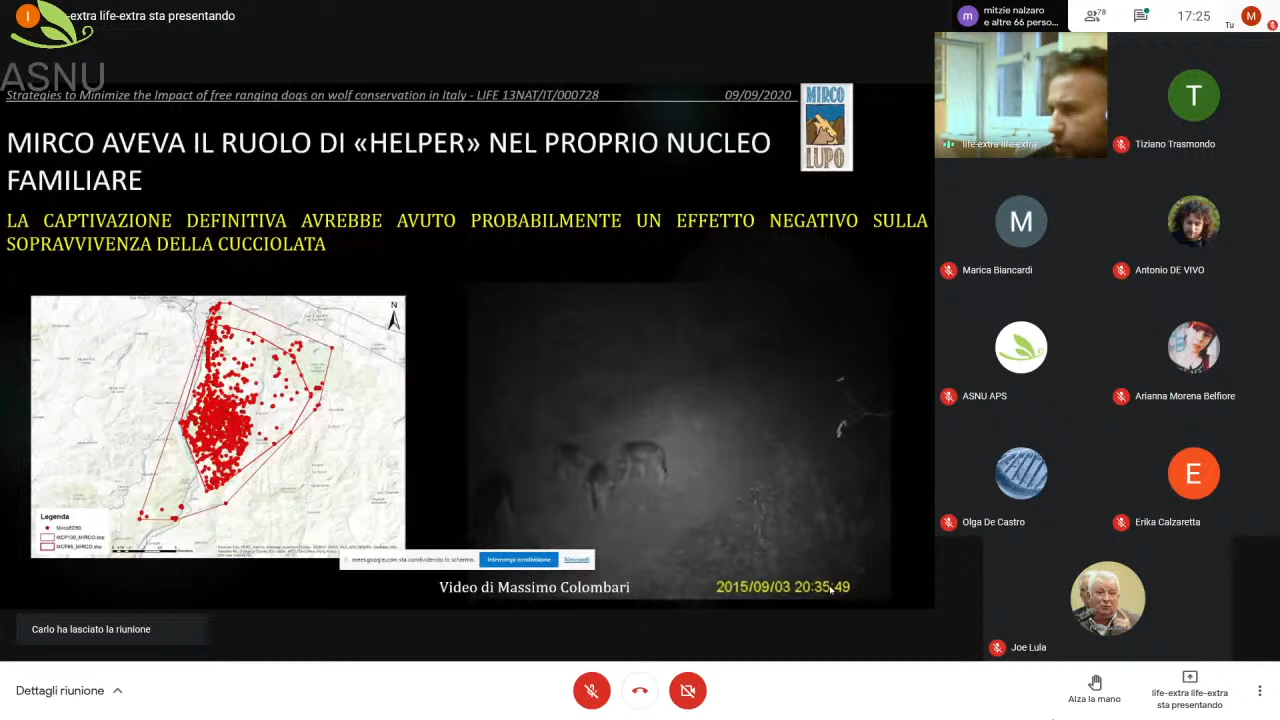 -extra life-extra sta presentando
m
mitzie nalzaro
e altre 66 perso...
78
17:25
Tu
M
ASNU
Strategies to Minimize the Impact of free ranging dogs on wolf conservation in Italy - LIFE 13NAT/IT/000728
09/09/2020
MIRCO
LUPO
MIRCO AVEVA IL RUOLO DI «HELPER» NEL PROPRIO NUCLEO
FAMILIARE
LA CAPTIVAZIONE DEFINITIVA AVREBBE AVUTO PROBABILMENTE UN EFFETTO NEGATIVO SULLA
SOPRAVVIVENZA DELLA CUCCIOLATA
N
Legenda
MCP100_MIRCO.shp
MCP95_MIRCO.shp
meet.google.com sta condividendo lo schermo.
Interrompi condivisione
Nascondi
Video di Massimo Colombari
2015/09/03 20:35:49
life-extra life-extra
T
Tiziano Trasmondo
M
Marica Biancardi
Antonio DE VIVO
ASNU APS
Arianna Morena Belfiore
Olga De Castro
E
Erika Calzaretta
Joe Lula
Carlo ha lasciato la riunione
Dettagli riunione
Alza la mano
life-extra life-extra
sta presentando